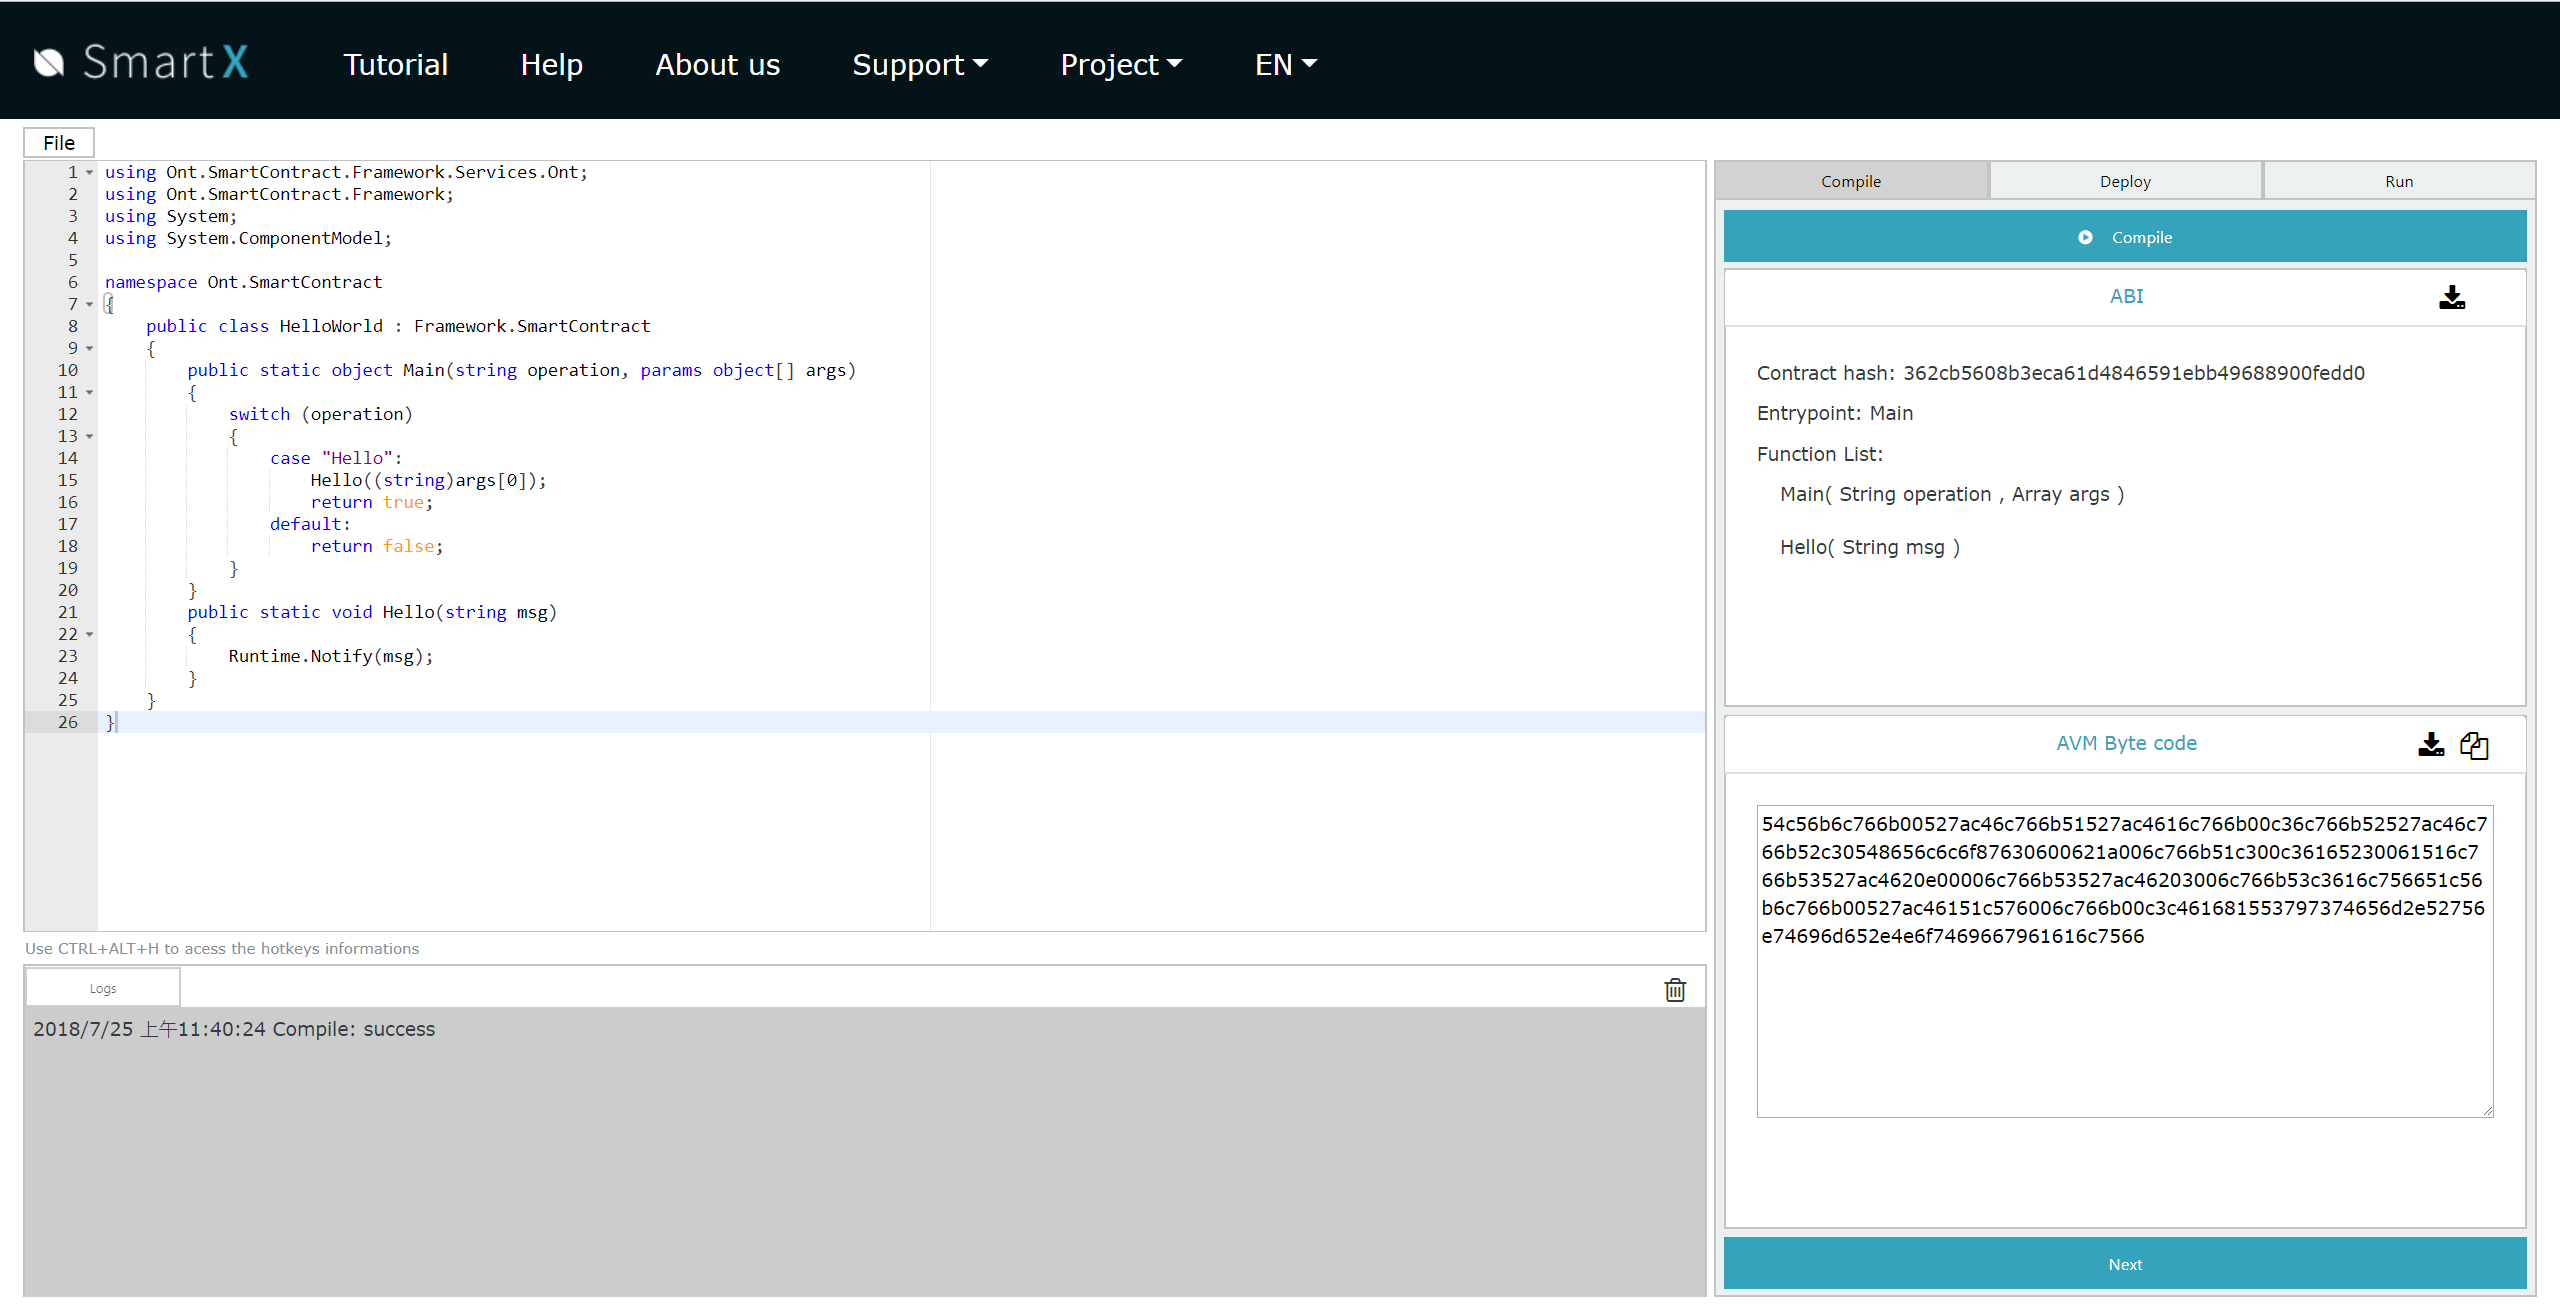 SmartX Tutorial Help About us Support Project EN
File
1 using Ont.SmartContract.Framework.Services.Ont;
2 using Ont.SmartContract.Framework;
3 using System;
4 using System.ComponentModel;
5
6 namespace Ont.SmartContract
7 {
8 public class HelloWorld : Framework.SmartContract
9 {
10 public static object Main(string operation, params object[] args)
11 {
12 switch (operation)
13 {
14 case "Hello":
15 Hello((string)args[0]);
16 return true;
17 default:
18 return false;
19 }
20 }
21 public static void Hello(string msg)
22 {
23 Runtime.Notify(msg);
24 }
25 }
26 }
Use CTRL+ALT+H to acess the hotkeys informations
Logs
2018/7/25 上午11:40:24 Compile: success
Compile Deploy Run
Compile
ABI
Contract hash: 362cb5608b3eca61d4846591ebb49688900fedd0
Entrypoint: Main
Function List:
Main( String operation , Array args )
Hello( String msg )
AVM Byte code
54c56b6c766b00527ac46c766b51527ac4616c766b00c36c766b52527ac46c7
66b52c30548656c6c6f87630600621a006c766b51c300c36165230061516c7
66b53527ac4620e00006c766b53527ac46203006c766b53c3616c756651c56
b6c766b00527ac46151c576006c766b00c3c461681553797374656d2e52756
e74696d652e4e6f7469667961616c7566
Next